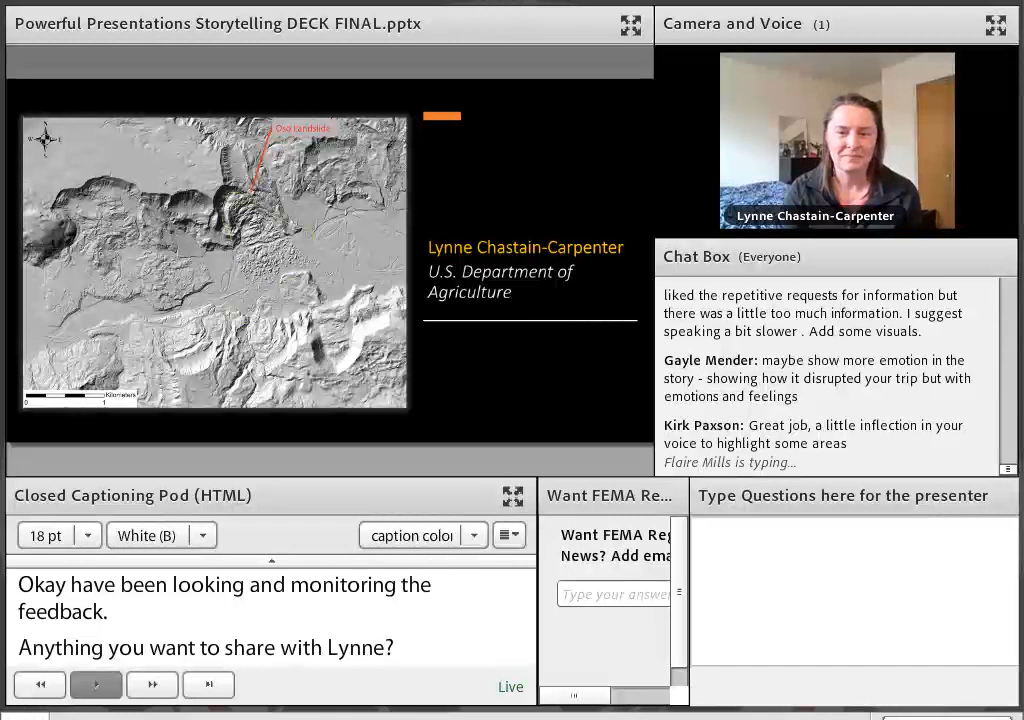 Powerful Presentations Storytelling DECK FINAL.pptx
Camera and Voice (1)
N
W
E
Oso Landslide
Lynne Chastain-Carpenter
U.S. Department of
Agriculture
Kilometers
0 1
Lynne Chastain-Carpenter
Chat Box (Everyone)
liked the repetitive requests for information but
there was a little too much information. I suggest
speaking a bit slower . Add some visuals.
Gayle Mender: maybe show more emotion in the
story - showing how it disrupted your trip but with
emotions and feelings
Kirk Paxson: Great job, a little inflection in your
voice to highlight some areas
Flaire Mills is typing...
Closed Captioning Pod (HTML)
18 pt
White (B)
caption color
Okay have been looking and monitoring the
feedback.
Anything you want to share with Lynne?
Live
Want FEMA Re...
Want FEMA Reg
News? Add ema
Type your answer
Type Questions here for the presenter